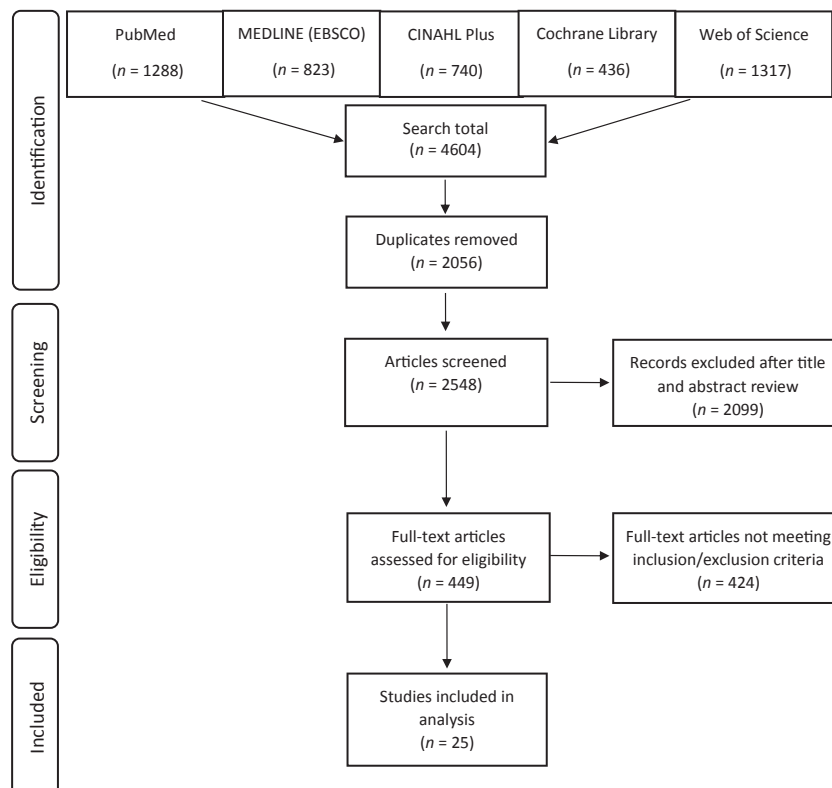 Identification
PubMed
(n = 1288)
MEDLINE (EBSCO)
(n = 823)
CINAHL Plus
(n = 740)
Cochrane Library
(n = 436)
Web of Science
(n = 1317)
Search total
(n = 4604)
Duplicates removed
(n = 2056)
Screening
Articles screened
(n = 2548)
Records excluded after title
and abstract review
(n = 2099)
Eligibility
Full-text articles
assessed for eligibility
(n = 449)
Full-text articles not meeting
inclusion/exclusion criteria
(n = 424)
Included
Studies included in
analysis
(n = 25)